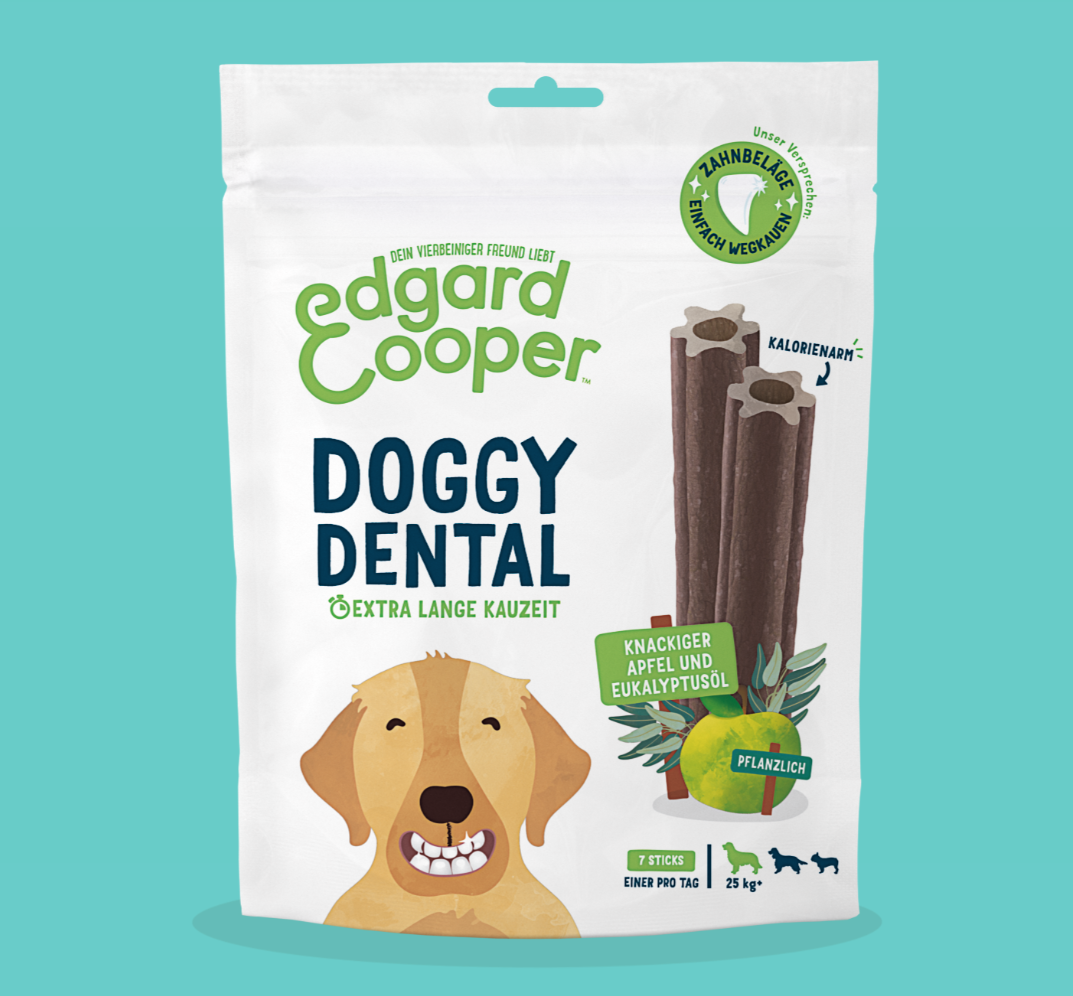 Unser Versprechen:
ZAHNBELÄGE
EINFACH WEGKAUEN
DEIN VIERBEINIGER FREUND LIEBT
edgard
Cooper™
KALORIENARM
DOGGY
DENTAL
EXTRA LANGE KAUZEIT
KNACKIGER
APFEL UND
EUKALYPTUSÖL
PFLANZLICH
7 STICKS
EINER PRO TAG
25 kg+